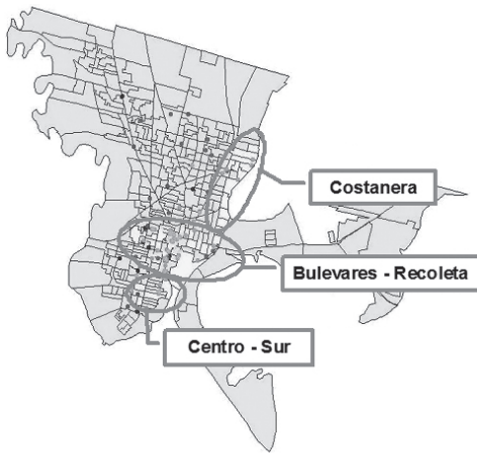 Costanera
Bulevares - Recoleta
Centro - Sur